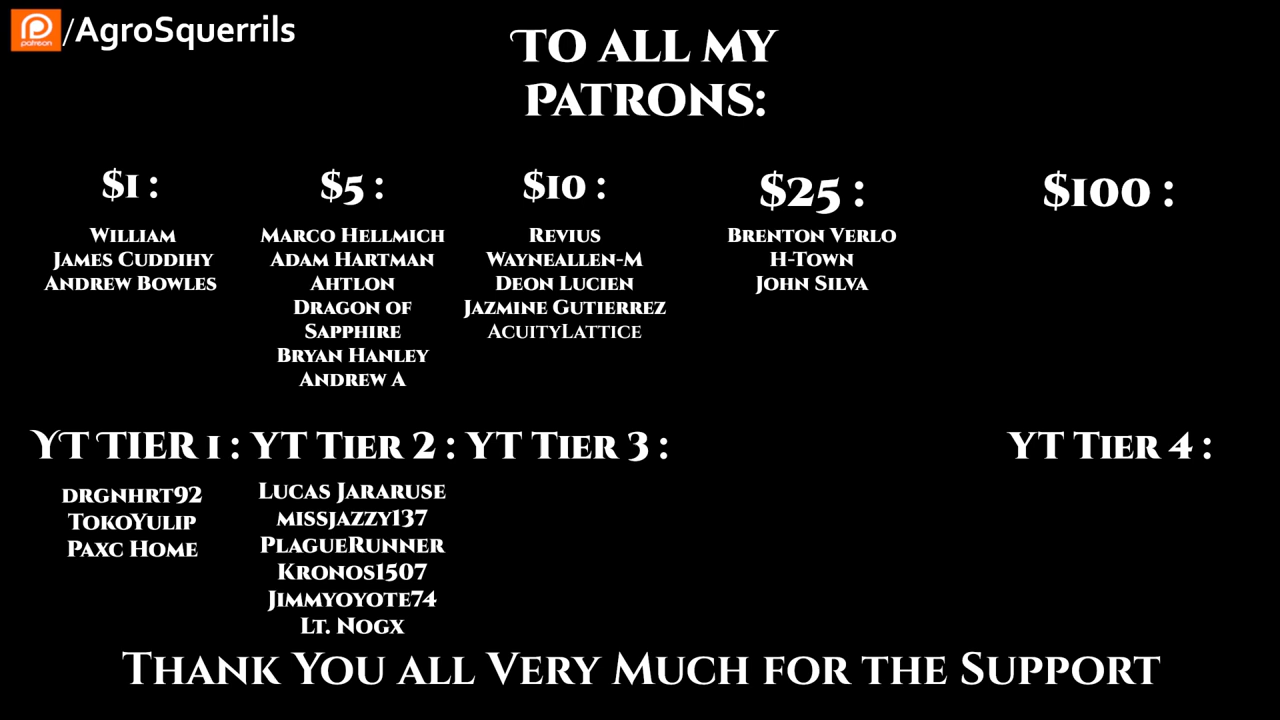 patreon
/AgroSquerrils
To all my
Patrons:
$1 :
William
James Cuddihy
Andrew Bowles
$5 :
Marco Hellmich
Adam Hartman
Ahtlon
Dragon of
Sapphire
Bryan Hanley
Andrew A
$10 :
Revius
Wayneallen-M
Deon Lucien
Jazmine Gutierrez
AcuityLattice
$25 :
Brenton Verlo
H-Town
John Silva
$100 :
YT Tier 1 :
drgnhrt92
TokoYulip
Paxc Home
YT Tier 2 :
Lucas Jararuse
missjazzy137
PlagueRunner
Kronos1507
Jimmyoyote74
Lt. Nogx
YT Tier 3 :
YT Tier 4 :
Thank You all Very Much for the Support